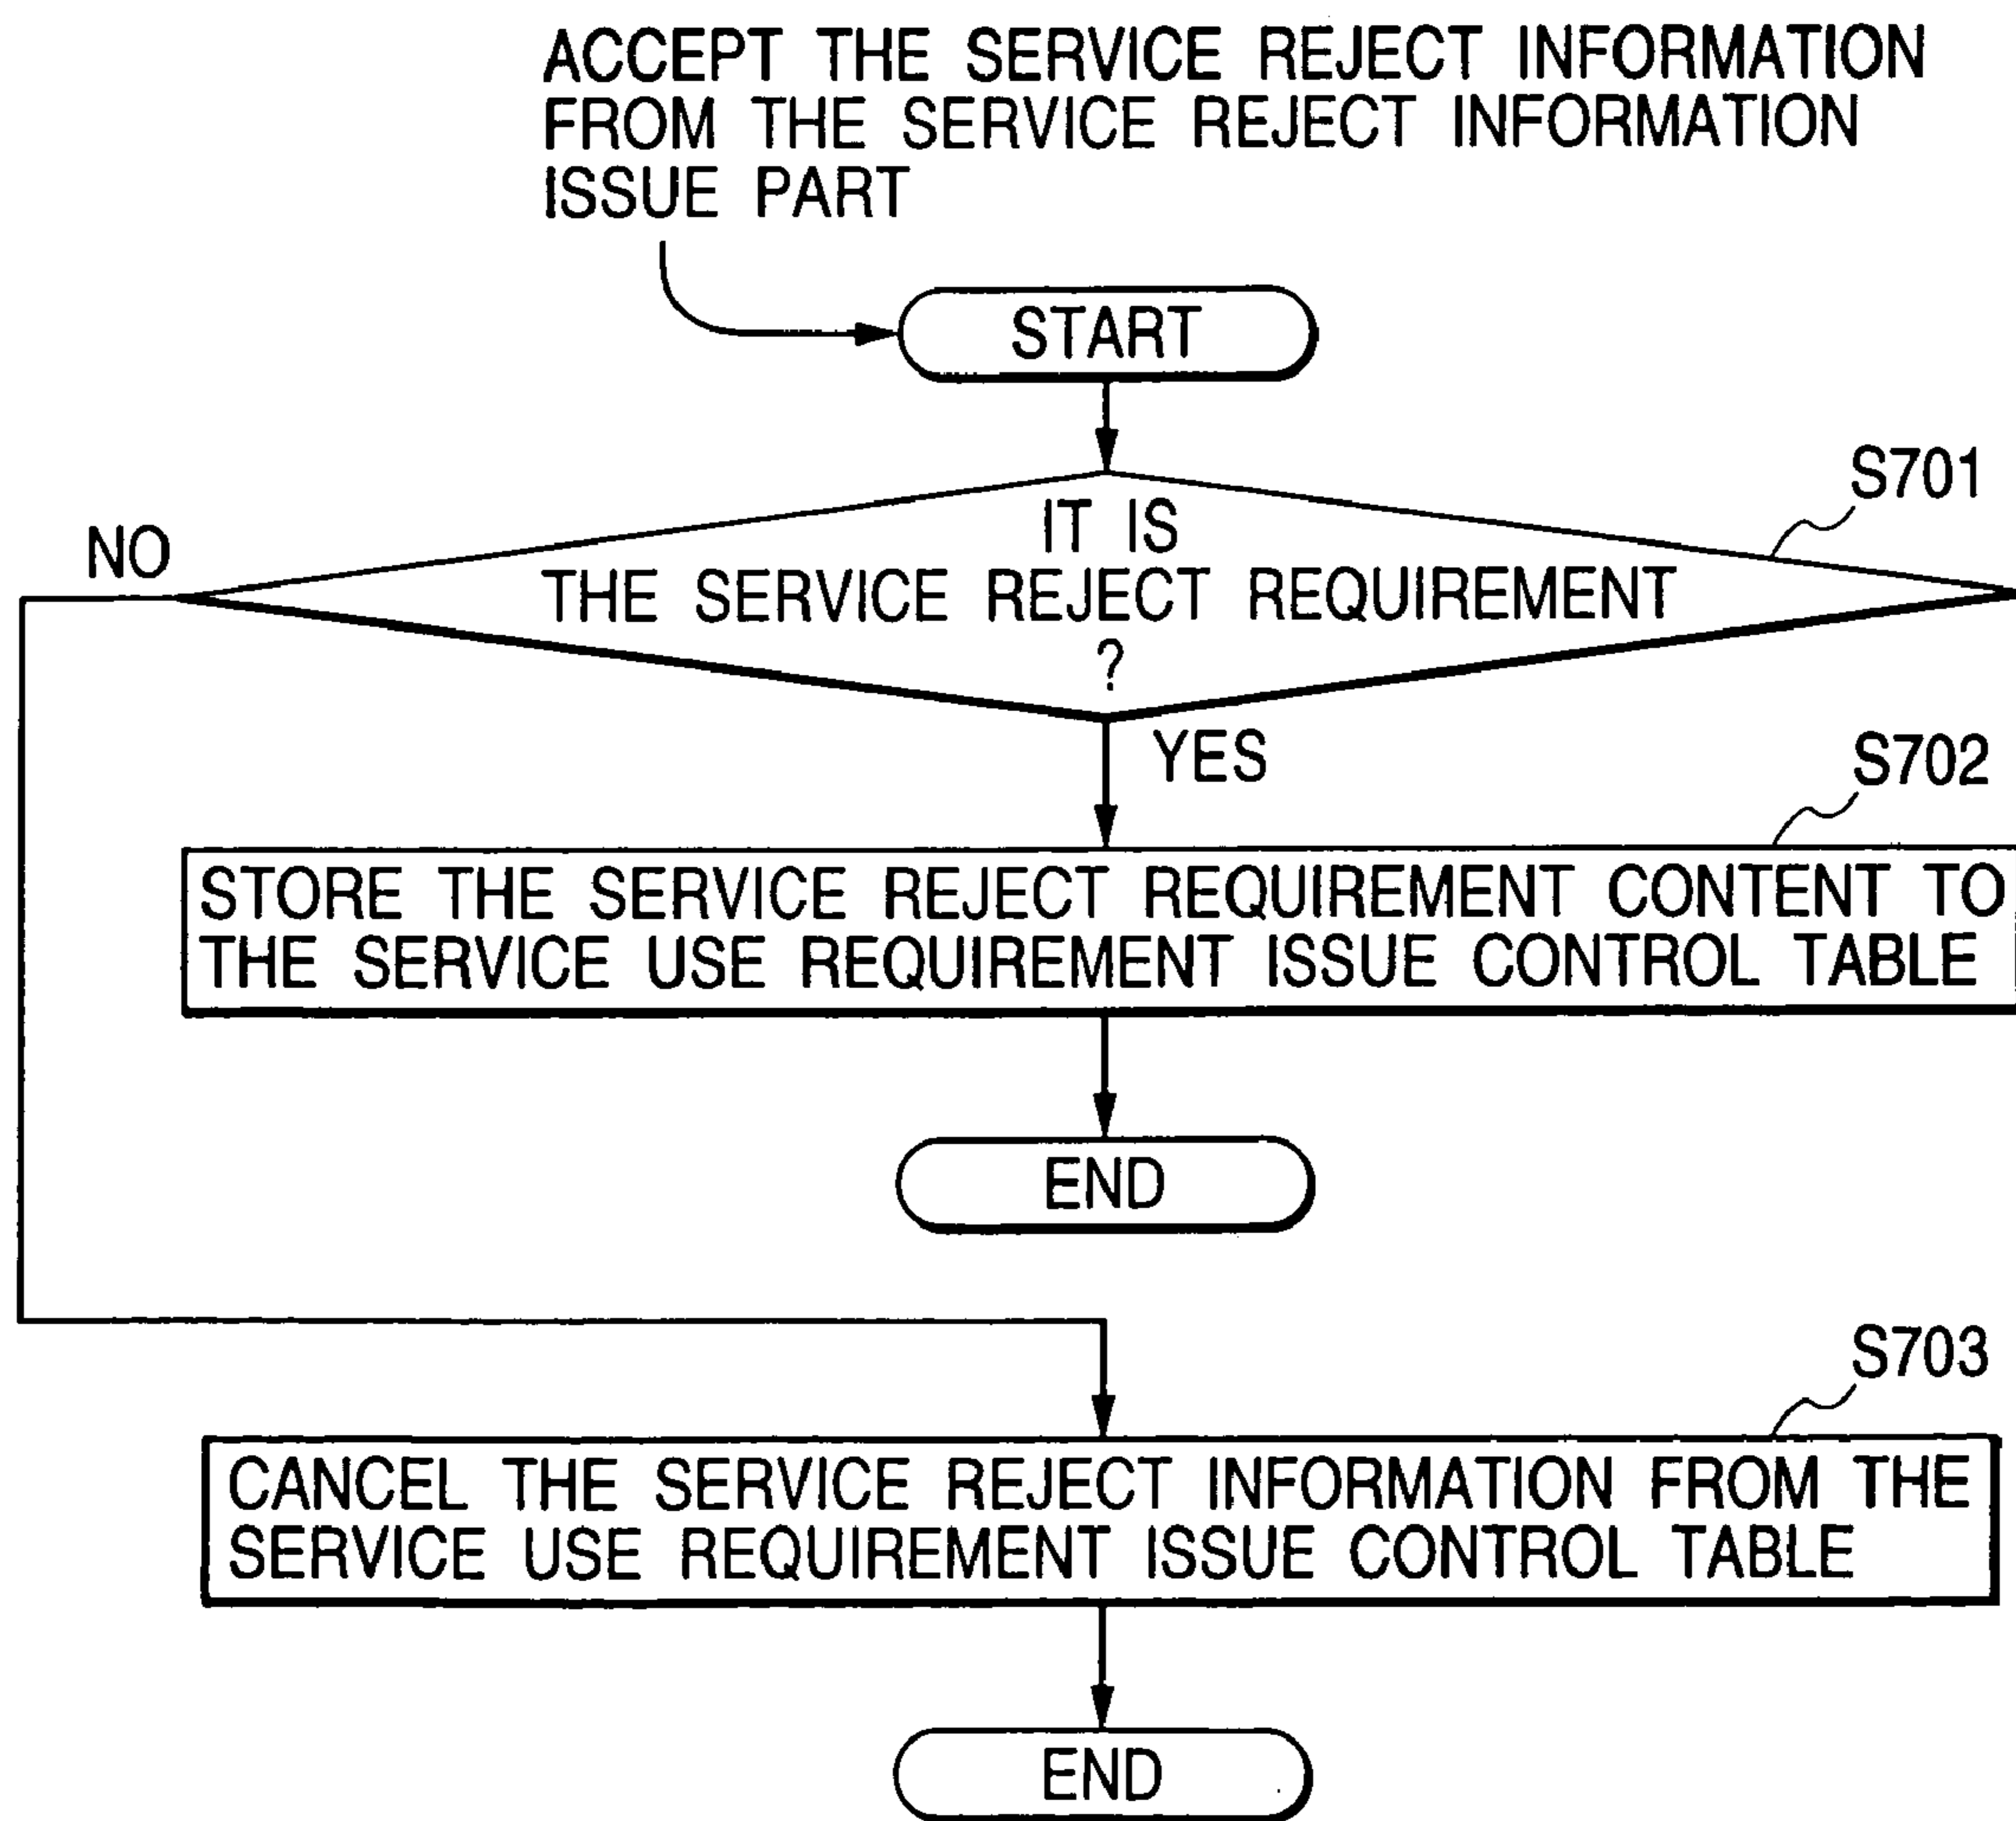 ACCEPT THE SERVICE REJECT INFORMATION
FROM THE SERVICE REJECT INFORMATION
ISSUE PART
START
S701
NO
IT IS
THE SERVICE REJECT REQUIREMENT
?
YES
S702
STORE THE SERVICE REJECT REQUIREMENT CONTENT TO
THE SERVICE USE REQUIREMENT ISSUE CONTROL TABLE
END
S703
CANCEL THE SERVICE REJECT INFORMATION FROM THE
SERVICE USE REQUIREMENT ISSUE CONTROL TABLE
END